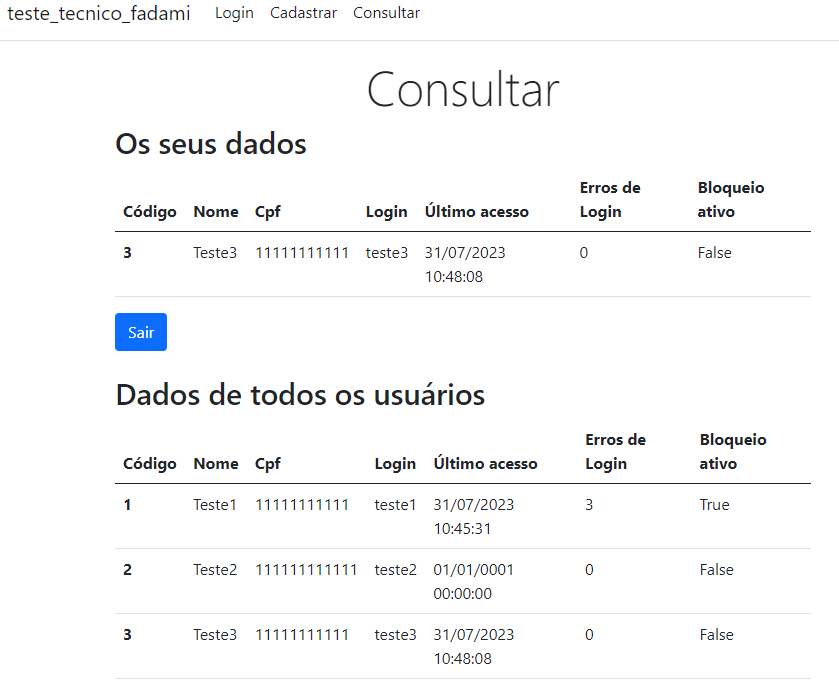 teste_tecnico_fadami Login Cadastrar Consultar
Consultar
Os seus dados
Código Nome Cpf Login Último acesso Erros de Login Bloqueio ativo
3 Teste3 11111111111 teste3 31/07/2023 10:48:08 0 False
Sair
Dados de todos os usuários
Código Nome Cpf Login Último acesso Erros de Login Bloqueio ativo
1 Teste1 11111111111 teste1 31/07/2023 10:45:31 3 True
2 Teste2 111111111111 teste2 01/01/0001 00:00:00 0 False
3 Teste3 11111111111 teste3 31/07/2023 10:48:08 0 False